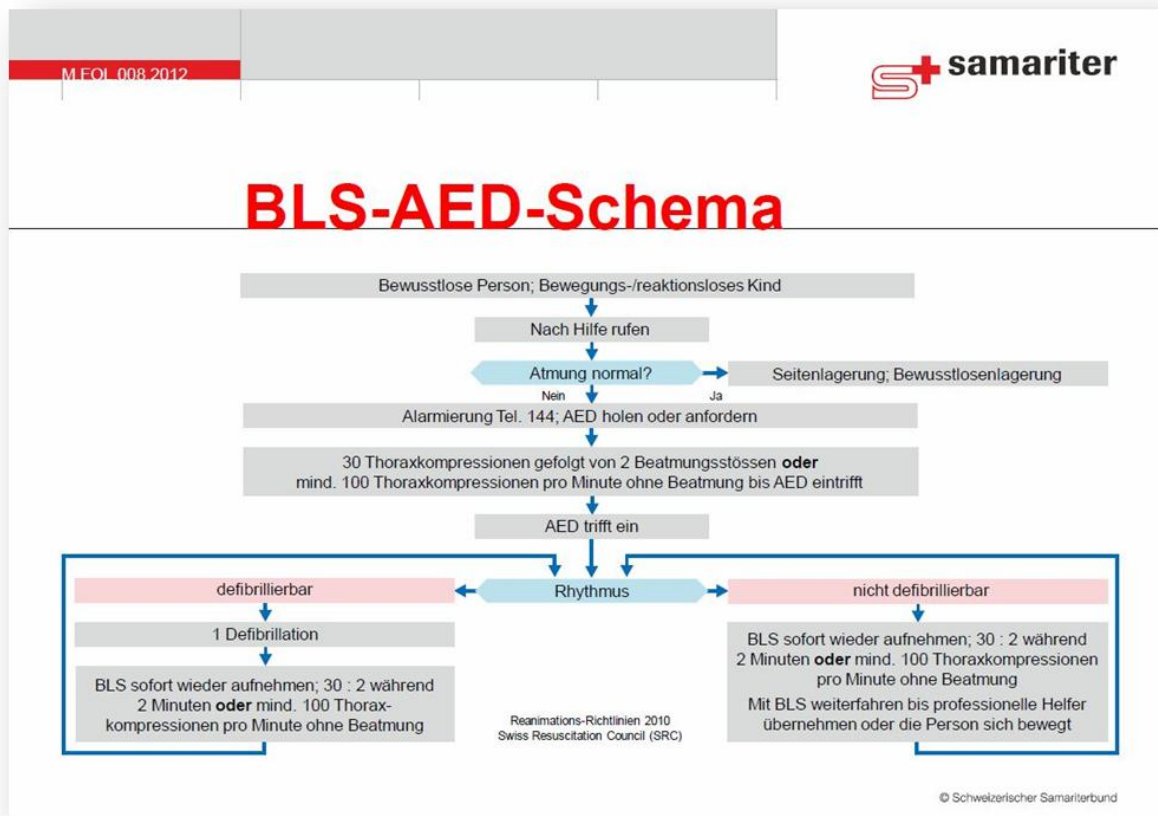 M FOL 008.2012
samariter
BLS-AED-Schema
Bewusstlose Person; Bewegungs-/reaktionsloses Kind
Nach Hilfe rufen
Atmung normal?
Seitenlagerung; Bewusstlosenlagerung
Nein
Ja
Alarmierung Tel. 144; AED holen oder anfordern
30 Thoraxkompressionen gefolgt von 2 Beatmungsstössen oder
mind. 100 Thoraxkompressionen pro Minute ohne Beatmung bis AED eintrifft
AED trifft ein
Rhythmus
defibrillierbar
1 Defibrillation
BLS sofort wieder aufnehmen; 30 : 2 während
2 Minuten oder mind. 100 Thorax-
kompressionen pro Minute ohne Beatmung
nicht defibrillierbar
BLS sofort wieder aufnehmen; 30 : 2 während
2 Minuten oder mind. 100 Thoraxkompressionen
pro Minute ohne Beatmung
Mit BLS weiterfahren bis professionelle Helfer
übernehmen oder die Person sich bewegt
Reanimations-Richtlinien 2010
Swiss Resuscitation Council (SRC)
© Schweizerischer Samariterbund